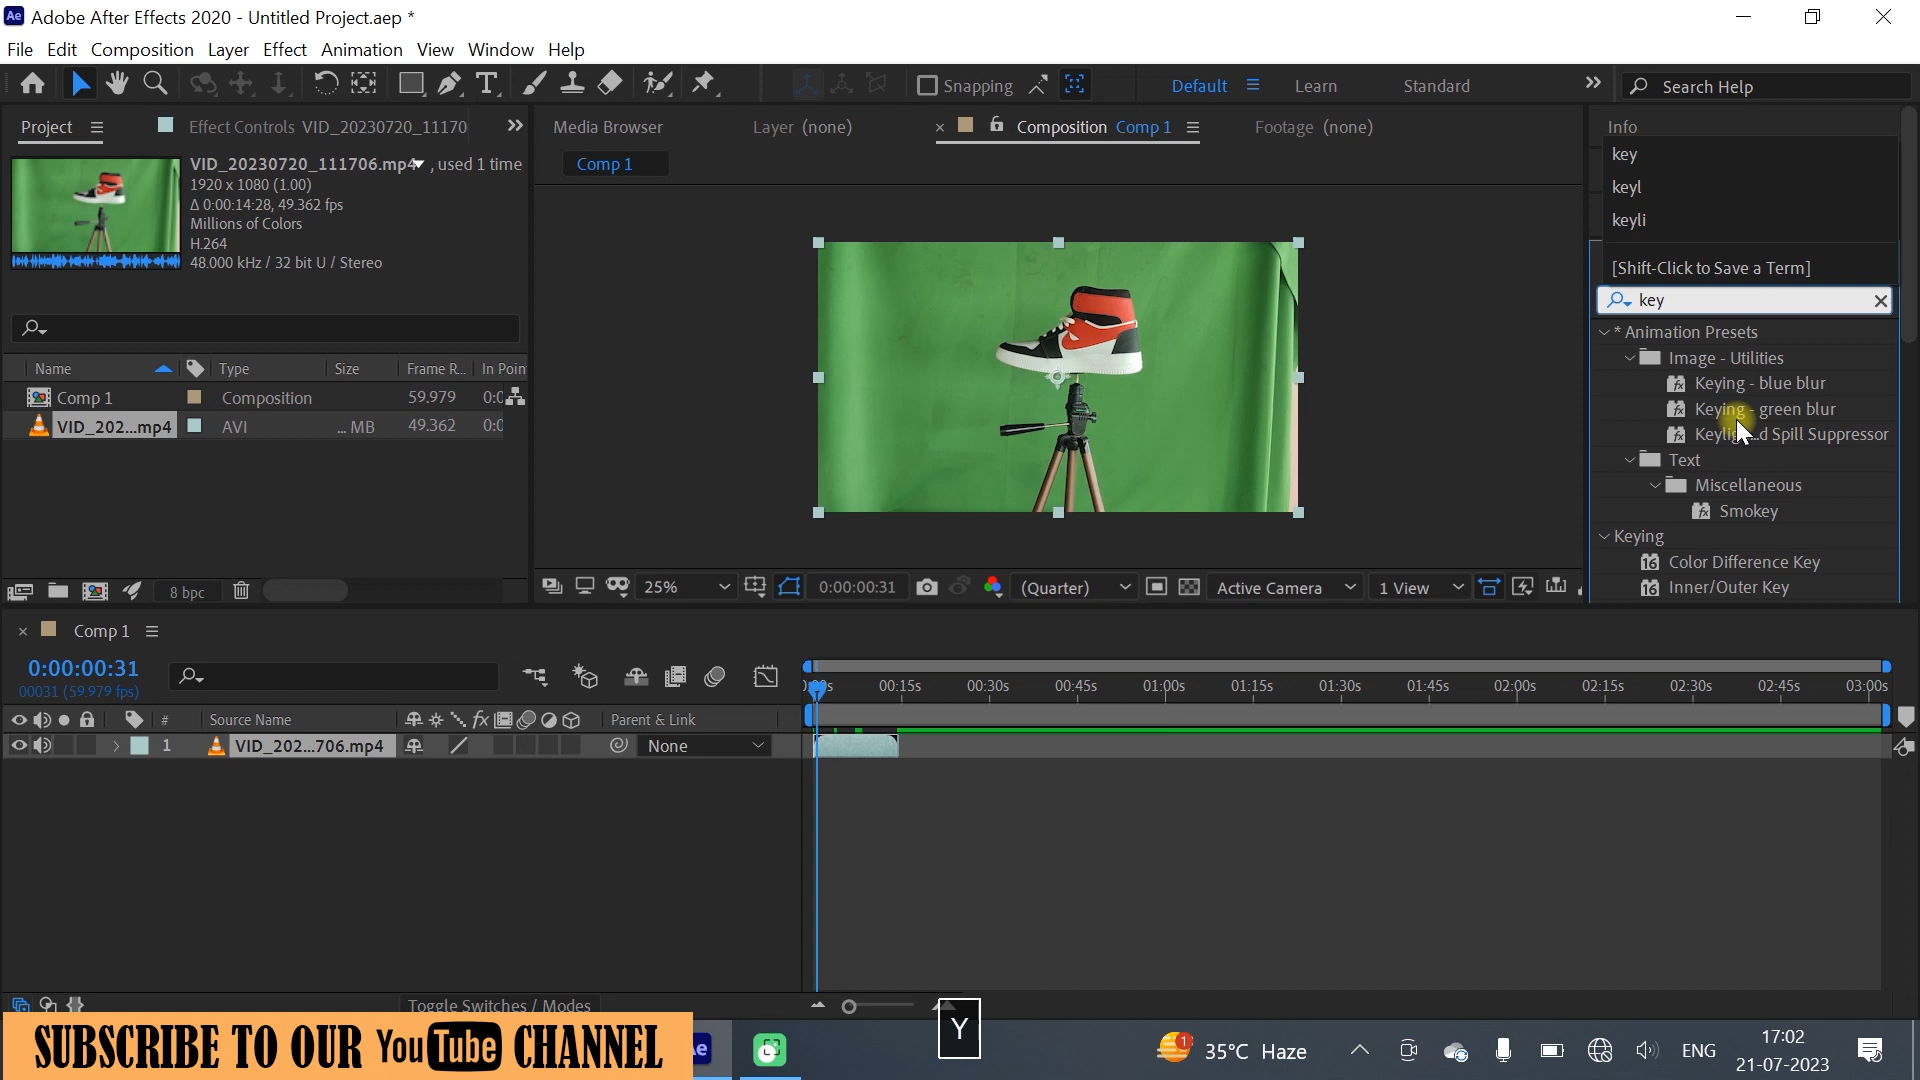 Ae Adobe After Effects 2020 - Untitled Project.aep *
File Edit Composition Layer Effect Animation View Window Help
Snapping Default Learn Standard Search Help
Project Effect Controls VID_20230720_11170 Media Browser Layer (none) Composition Comp 1 Footage (none) Info
VID_20230720_111706.mp4 , used 1 time
1920 x 1080 (1.00)
Δ 0:00:14:28, 49.362 fps
Millions of Colors
H.264
48.000 kHz / 32 bit U / Stereo
Comp 1
key
keyl
keyli
[Shift-Click to Save a Term]
key
* Animation Presets
Image - Utilities
Keying - blue blur
Keying - green blur
Keylig...d Spill Suppressor
Text
Miscellaneous
Smokey
Keying
Color Difference Key
Inner/Outer Key
Name Type Size Frame R... In Poin
Comp 1 Composition 59.979 0:0
VID_202...mp4 AVI ... MB 49.362 0:0
8 bpc
25% 0:00:00:31 (Quarter) Active Camera 1 View
Comp 1
0:00:00:31
00031 (59.979 fps)
00:15s 00:30s 00:45s 01:00s 01:15s 01:30s 01:45s 02:00s 02:15s 02:30s 02:45s 03:00s
# Source Name Parent & Link
1 VID_202...706.mp4 None
Toggle Switches / Modes
SUBSCRIBE TO OUR YouTube CHANNEL
Y
1 35°C Haze ENG 17:02
21-07-2023